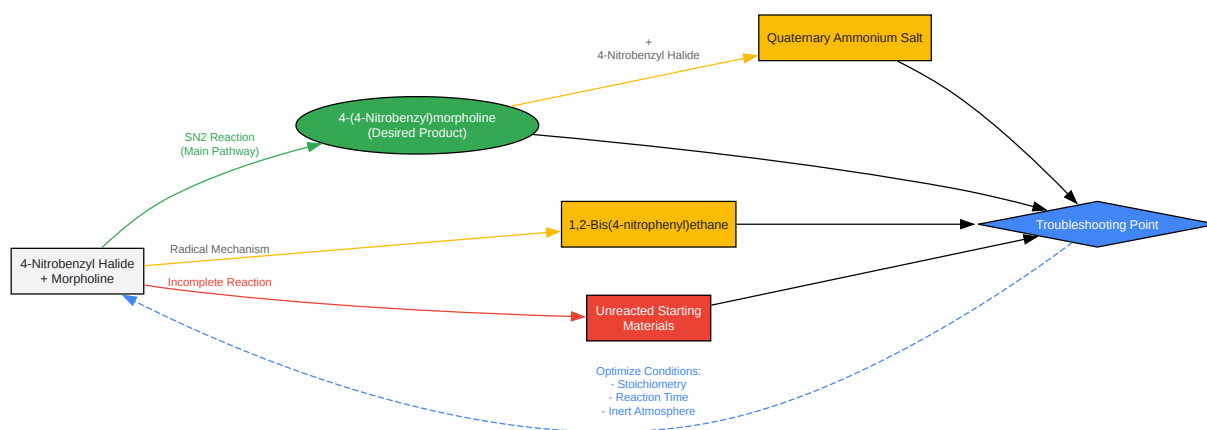 Quaternary Ammonium Salt
+
4-Nitrobenzyl Halide
4-(4-Nitrobenzyl)morpholine
(Desired Product)
SN2 Reaction
(Main Pathway)
1,2-Bis(4-nitrophenyl)ethane
Troubleshooting Point
Radical Mechanism
4-Nitrobenzyl Halide
+ Morpholine
Incomplete Reaction
Unreacted Starting
Materials
Optimize Conditions:
- Stoichiometry
- Reaction Time
- Inert Atmosphere